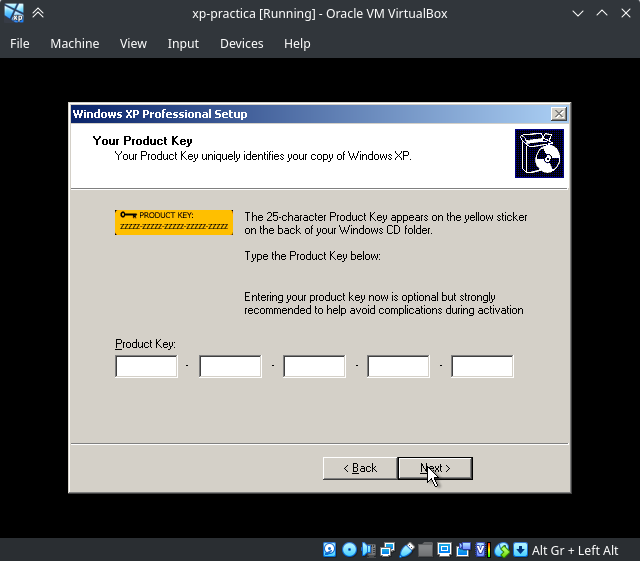 xp-practica [Running] - Oracle VM VirtualBox
File Machine View Input Devices Help
Windows XP Professional Setup
Your Product Key
Your Product Key uniquely identifies your copy of Windows XP.
PRODUCT KEY:
zzzzz-zzzzz-zzzzz-zzzzz-zzzzz
The 25-character Product Key appears on the yellow sticker
on the back of your Windows CD folder.
Type the Product Key below:
Entering your product key now is optional but strongly
recommended to help avoid complications during activation
Product Key:
- - - -
< Back Next >
Alt Gr + Left Alt